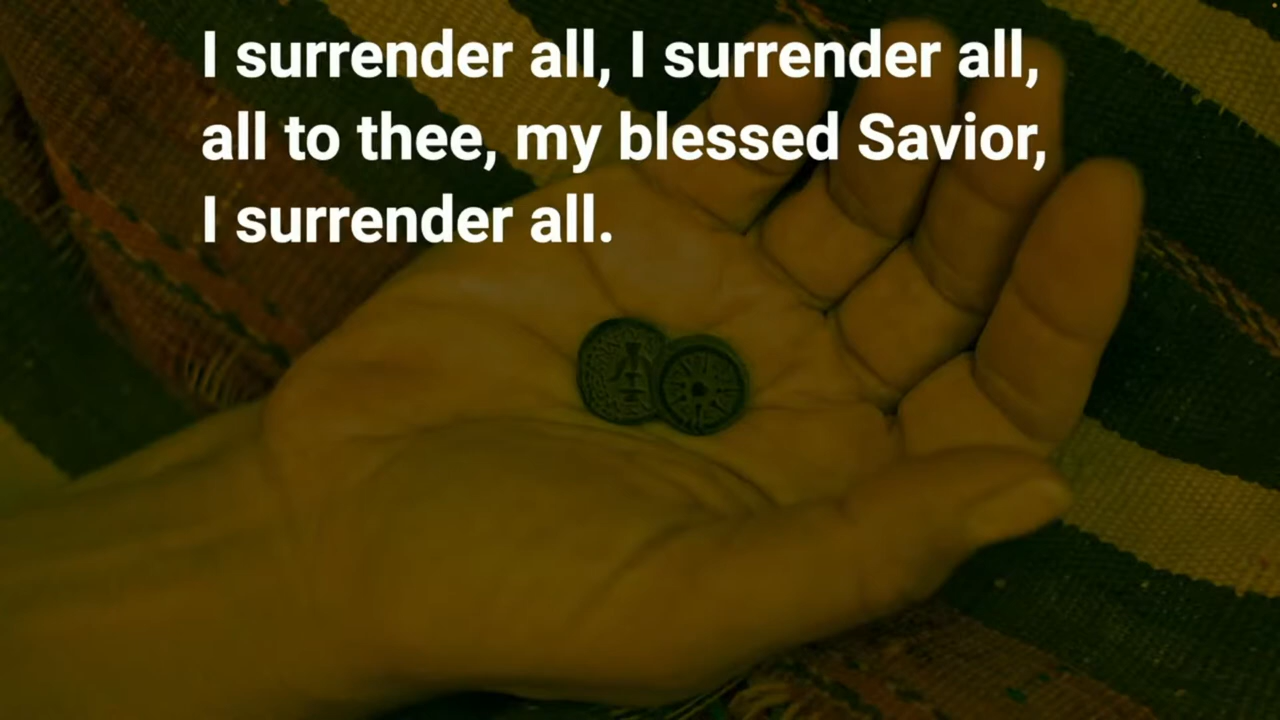 I surrender all, I surrender all,
all to thee, my blessed Savior,
I surrender all.